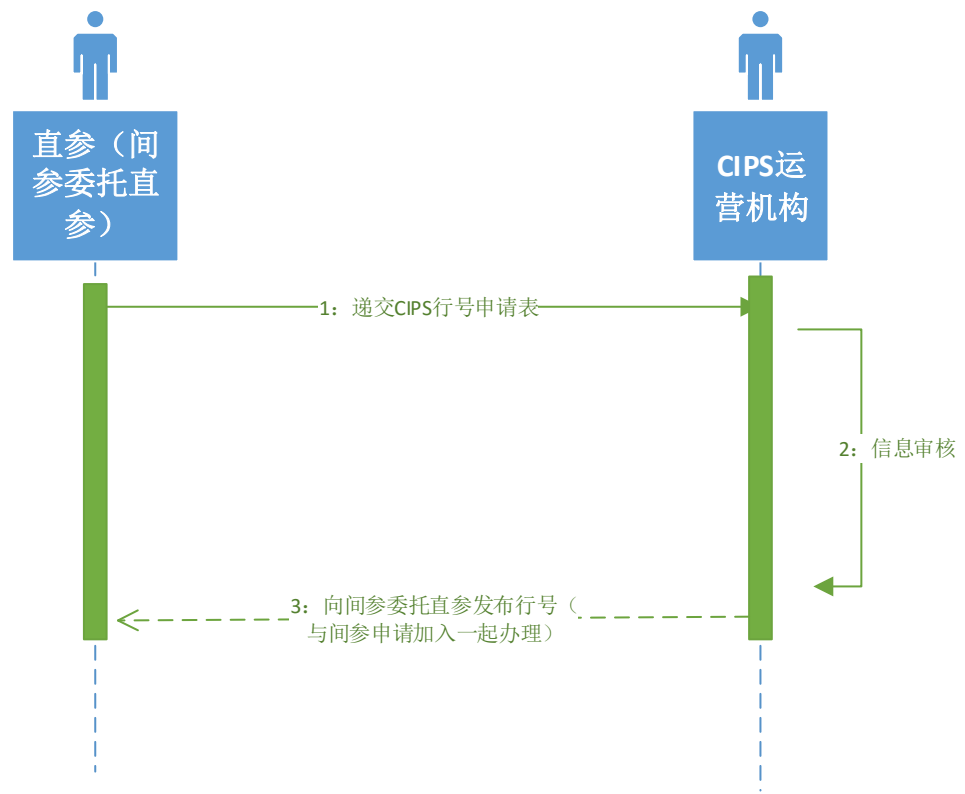 直参（间
参委托直
参）
CIPS运
营机构
1：递交CIPS行号申请表
2：信息审核
3：向间参委托直参发布行号（
与间参申请加入一起办理）